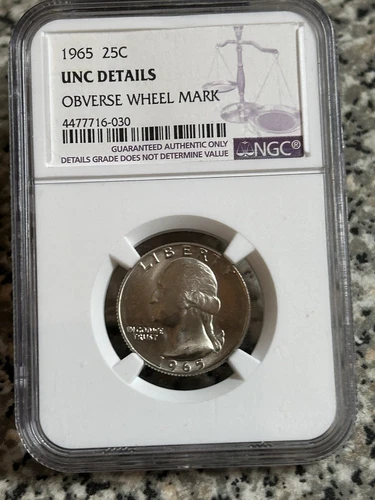 1965 25C
UNC DETAILS
OBVERSE WHEEL MARK
4477716-030
GUARANTEED AUTHENTIC ONLY
DETAILS GRADE DOES NOT DETERMINE VALUE
NGC®
LIBERTY
IN GOD WE
TRUST
1965